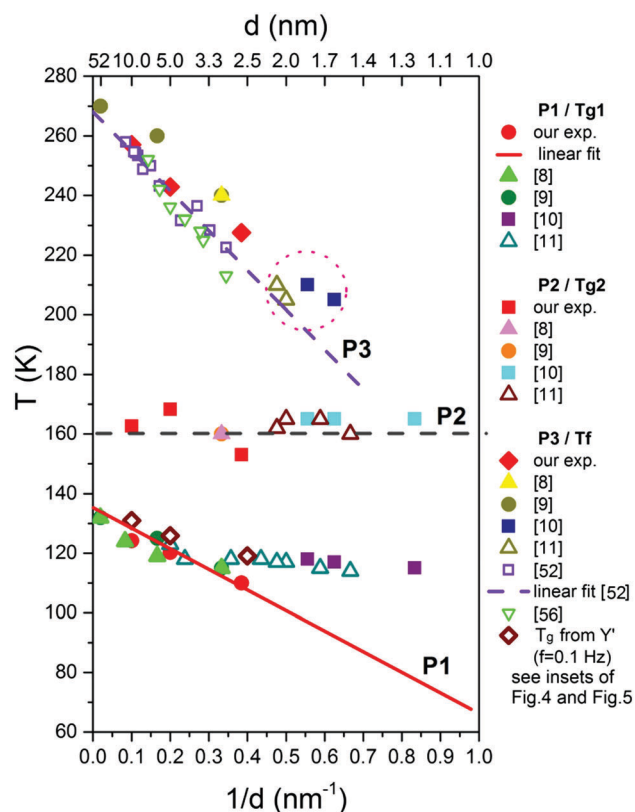 d (nm)
52 10.0 5.0 3.3 2.5 2.0 1.7 1.4 1.3 1.1 1.0
280
260
240
220
200
180
160
140
120
100
80
60
T (K)
P3
P2
P1
0.0 0.1 0.2 0.3 0.4 0.5 0.6 0.7 0.8 0.9 1.0
1/d (nm⁻¹)
P1 / Tg1
our exp.
linear fit
[8]
[9]
[10]
[11]
P2 / Tg2
our exp.
[8]
[9]
[10]
[11]
P3 / Tf
our exp.
[8]
[9]
[10]
[11]
[52]
linear fit [52]
[56]
Tg from Y'
(f=0.1 Hz)
see insets of
Fig.4 and Fig.5